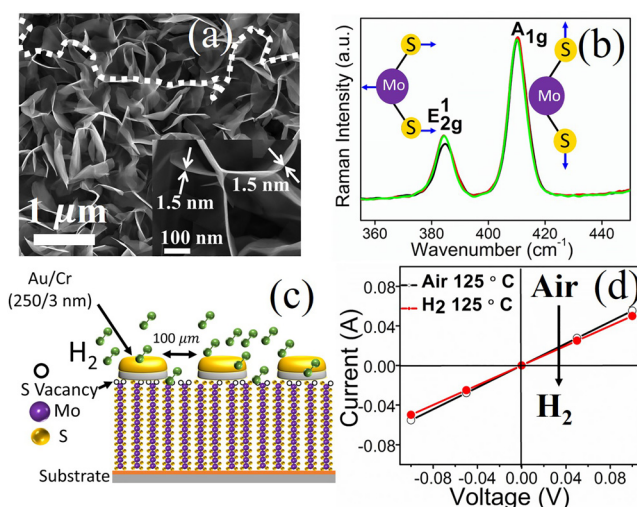 (a)
1.5 nm
1.5 nm
1 μm
100 nm
Raman Intensity (a.u.)
S
Mo
S
E¹2g
A1g
S
Mo
S
(b)
360
380
400
420
440
Wavenumber (cm⁻¹)
(c)
Au/Cr
(250/3 nm)
H2
100 μm
S Vacancy
Mo
S
Substrate
(d)
Air 125 °C
H2 125 °C
Air
H2
Current (A)
0.08
0.04
0.00
-0.04
-0.08
-0.08
-0.04
0.00
0.04
0.08
Voltage (V)